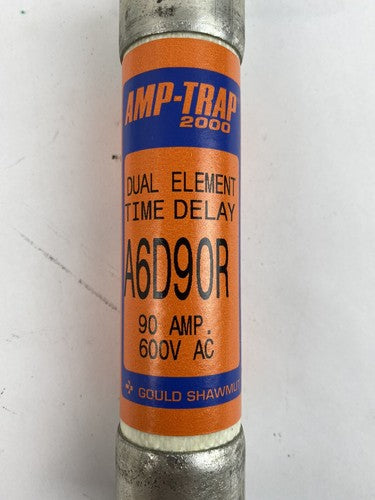 AMP-TRAP
2000
DUAL ELEMENT
TIME DELAY
A6D90R
90 AMP.
600V AC
GOULD SHAWMUT